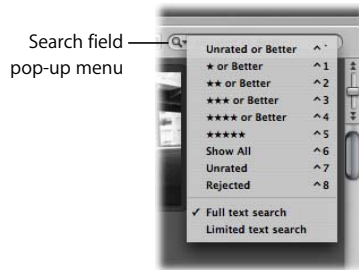 Search field
pop-up menu
Unrated or Better ^ `
★ or Better ^ 1
★★ or Better ^ 2
★★★ or Better ^ 3
★★★★ or Better ^ 4
★★★★★ ^ 5
Show All ^ 6
Unrated ^ 7
Rejected ^ 8
✓ Full text search
Limited text search